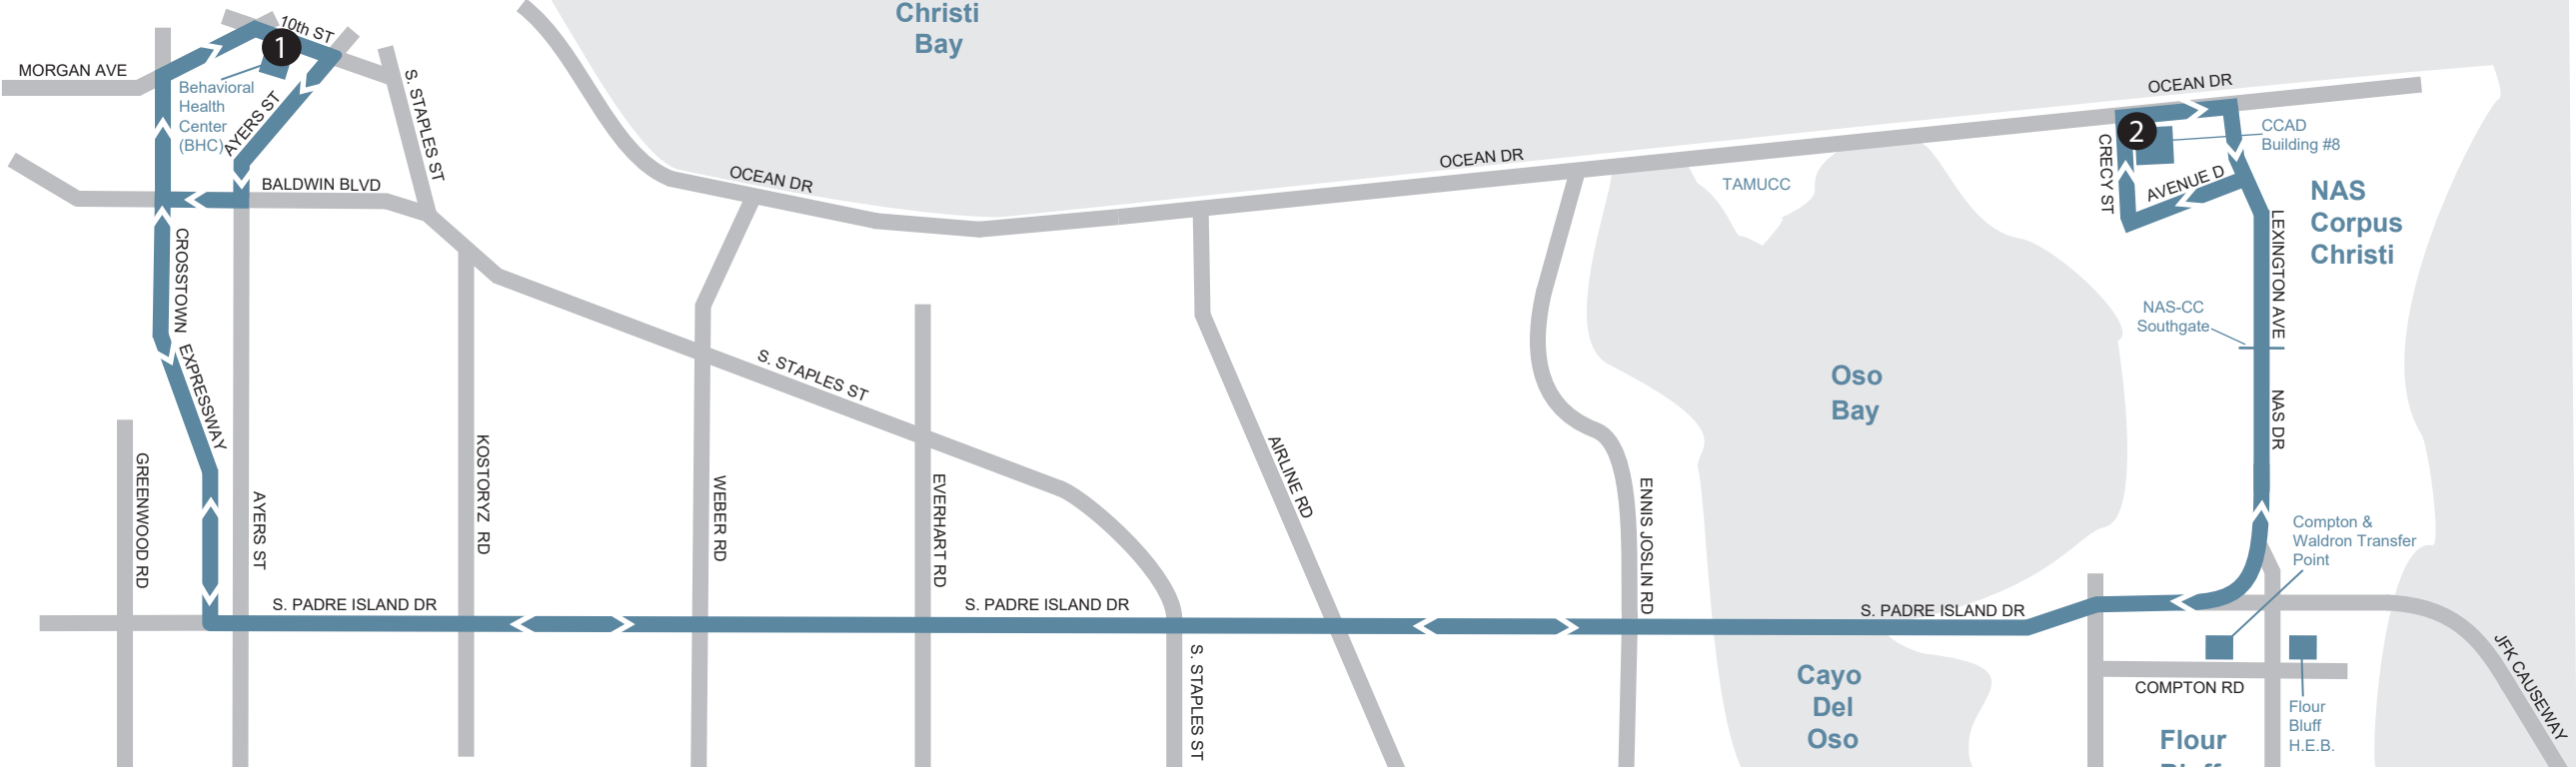 Christi
Bay
10th ST
1
MORGAN AVE
Behavioral
Health
Center
(BHC)
AYERS ST
S. STAPLES ST
BALDWIN BLVD
OCEAN DR
OCEAN DR
OCEAN DR
TAMUCC
2
CRECY ST
AVENUE D
CCAD
Building #8
NAS
Corpus
Christi
LEXINGTON AVE
NAS-CC
Southgate
CROSSTOWN EXPRESSWAY
S. STAPLES ST
Oso
Bay
NAS DR
GREENWOOD RD
AYERS ST
KOSTORYZ RD
WEBER RD
EVERHART RD
AIRLINE RD
ENNIS JOSLIN RD
Compton &
Waldron Transfer
Point
S. PADRE ISLAND DR
S. PADRE ISLAND DR
S. PADRE ISLAND DR
S. STAPLES ST
Cayo
Del
Oso
COMPTON RD
JFK CAUSEWAY
Flour
Bluff
H.E.B.
Flour